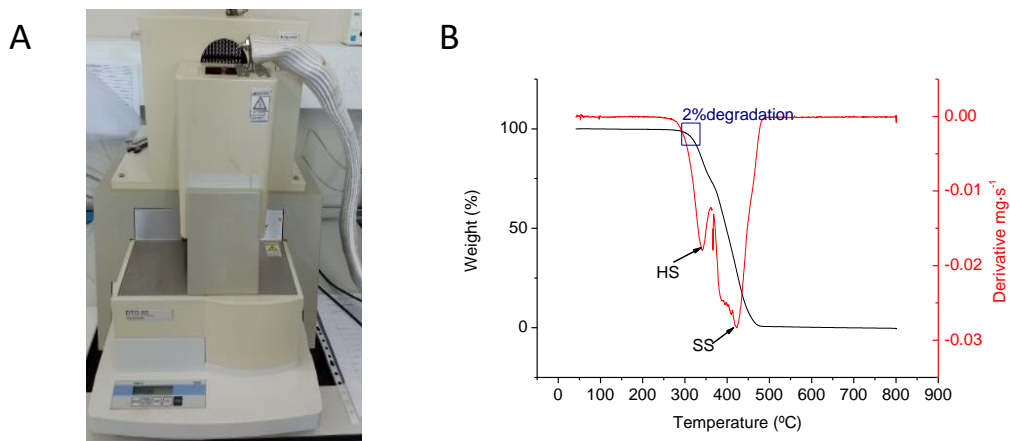 A
B
2%degradation
100
50
0
Weight (%)
HS
SS
0.00
-0.01
-0.02
-0.03
Derivative mg·s⁻¹
0 100 200 300 400 500 600 700 800 900
Temperature (ºC)